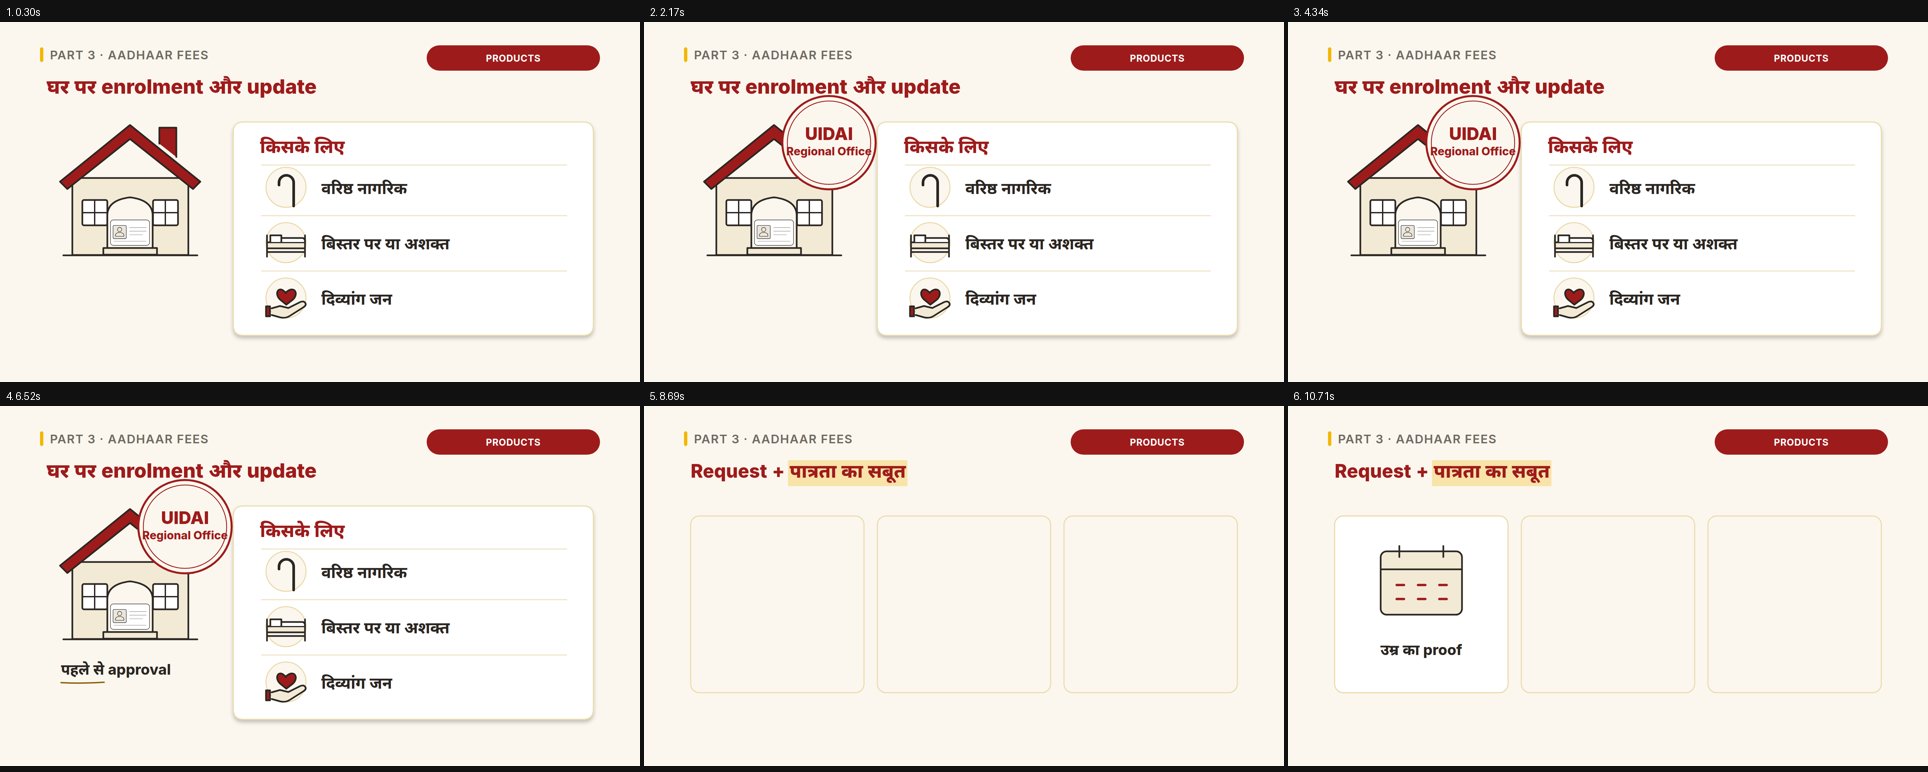 1. 0.30s
PART 3 · AADHAAR FEES
PRODUCTS
घर पर enrolment और update
किसके लिए
वरिष्ठ नागरिक
बिस्तर पर या अशक्त
दिव्यांग जन
2. 2.17s
PART 3 · AADHAAR FEES
PRODUCTS
घर पर enrolment और update
UIDAI
Regional Office
किसके लिए
वरिष्ठ नागरिक
बिस्तर पर या अशक्त
दिव्यांग जन
3. 4.34s
PART 3 · AADHAAR FEES
PRODUCTS
घर पर enrolment और update
UIDAI
Regional Office
किसके लिए
वरिष्ठ नागरिक
बिस्तर पर या अशक्त
दिव्यांग जन
4. 6.52s
PART 3 · AADHAAR FEES
PRODUCTS
घर पर enrolment और update
UIDAI
Regional Office
किसके लिए
वरिष्ठ नागरिक
बिस्तर पर या अशक्त
दिव्यांग जन
पहले से approval
5. 8.69s
PART 3 · AADHAAR FEES
PRODUCTS
Request + पात्रता का सबूत
6. 10.71s
PART 3 · AADHAAR FEES
PRODUCTS
Request + पात्रता का सबूत
उम्र का proof